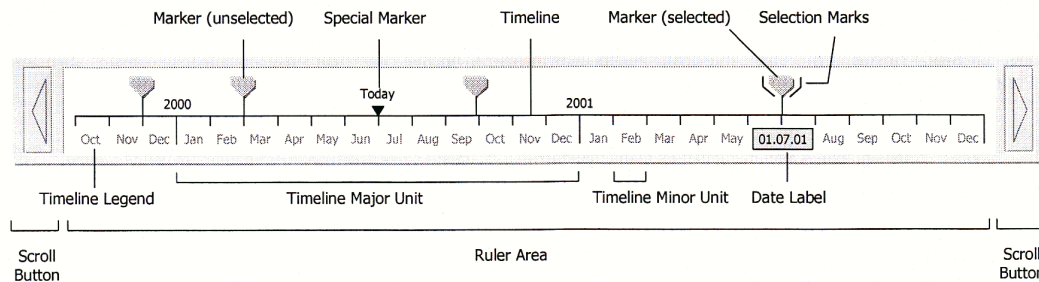 Marker (unselected) Special Marker Timeline Marker (selected) Selection Marks
Today
2000 2001
Oct Nov Dec Jan Feb Mar Apr May Jun Jul Aug Sep Oct Nov Dec Jan Feb Mar Apr May 01.07.01 Aug Sep Oct Nov Dec
Timeline Legend Timeline Major Unit Timeline Minor Unit Date Label
Scroll Button Ruler Area Scroll Button